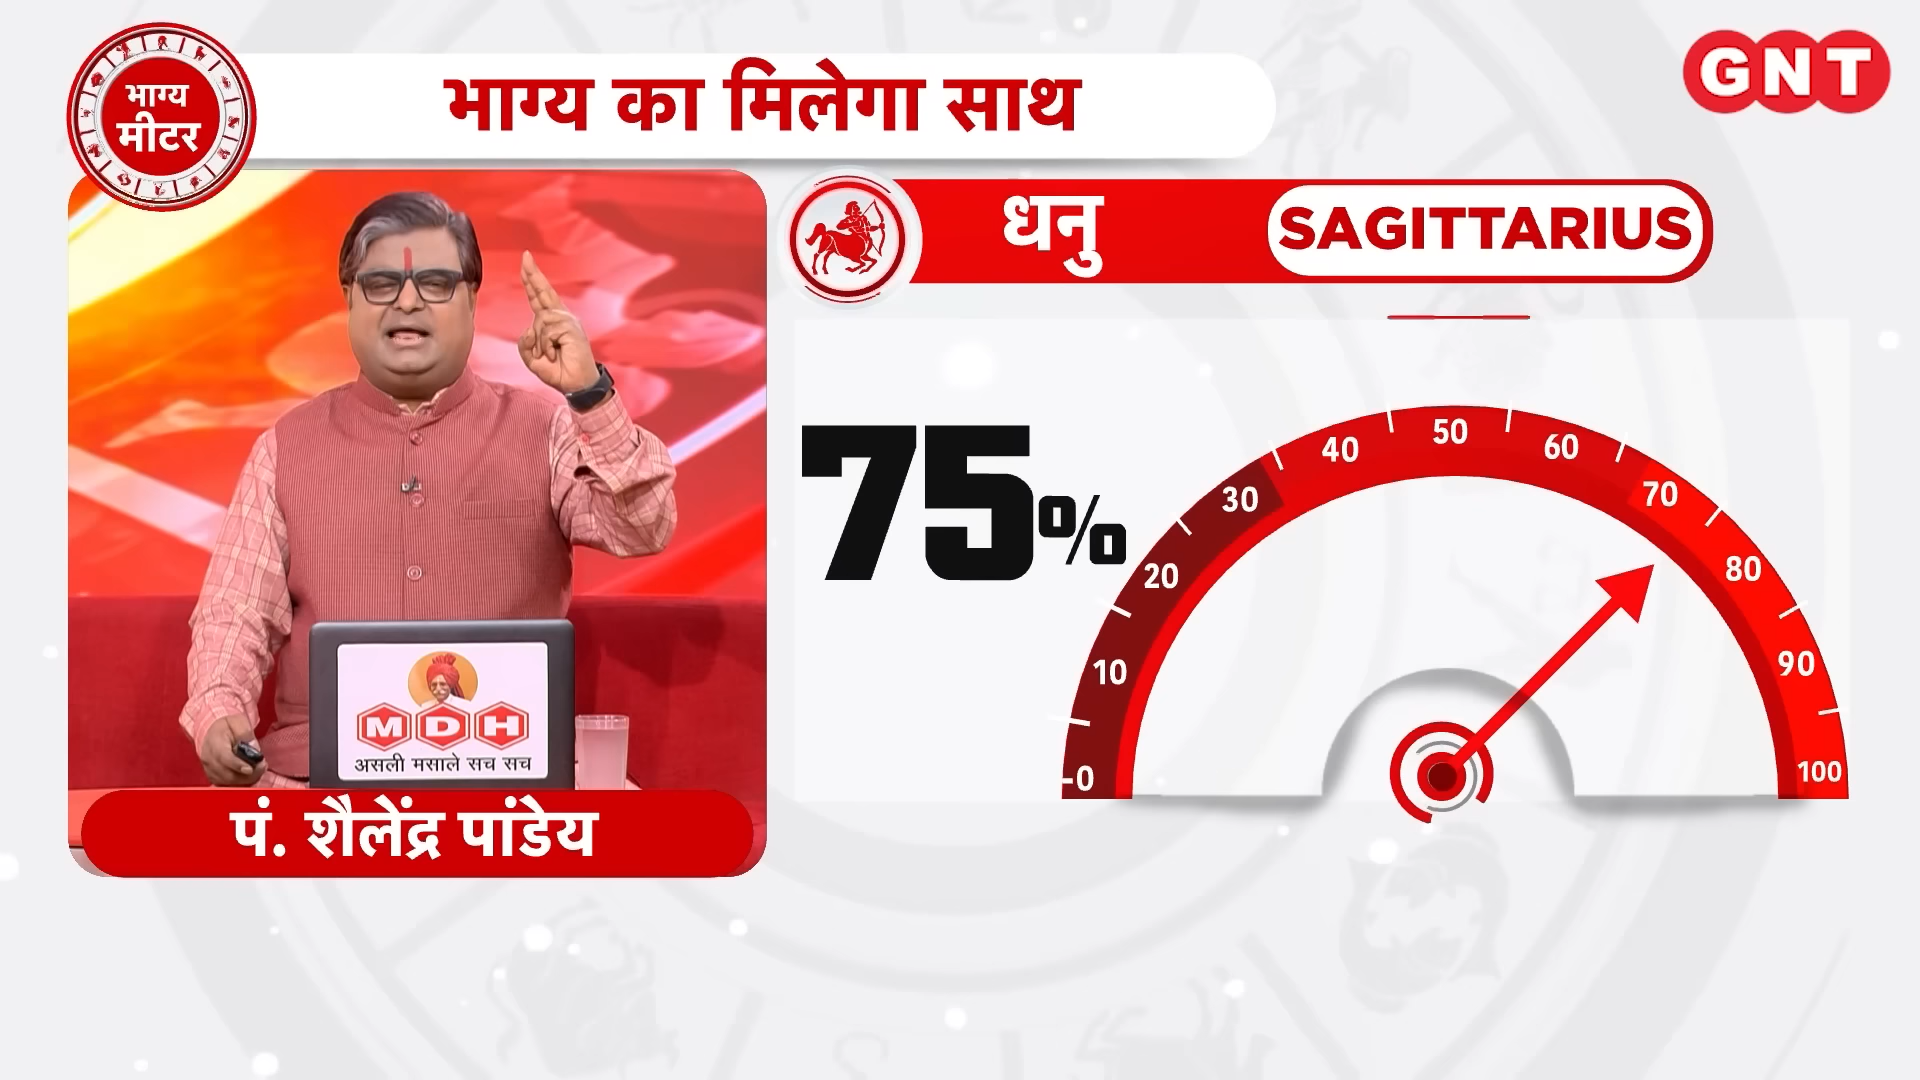 भाग्य
मीटर
भाग्य का मिलेगा साथ
GNT
धनु
SAGITTARIUS
75%
0
10
20
30
40
50
60
70
80
90
100
MDH
असली मसाले सच सच
पं. शैलेंद्र पांडेय